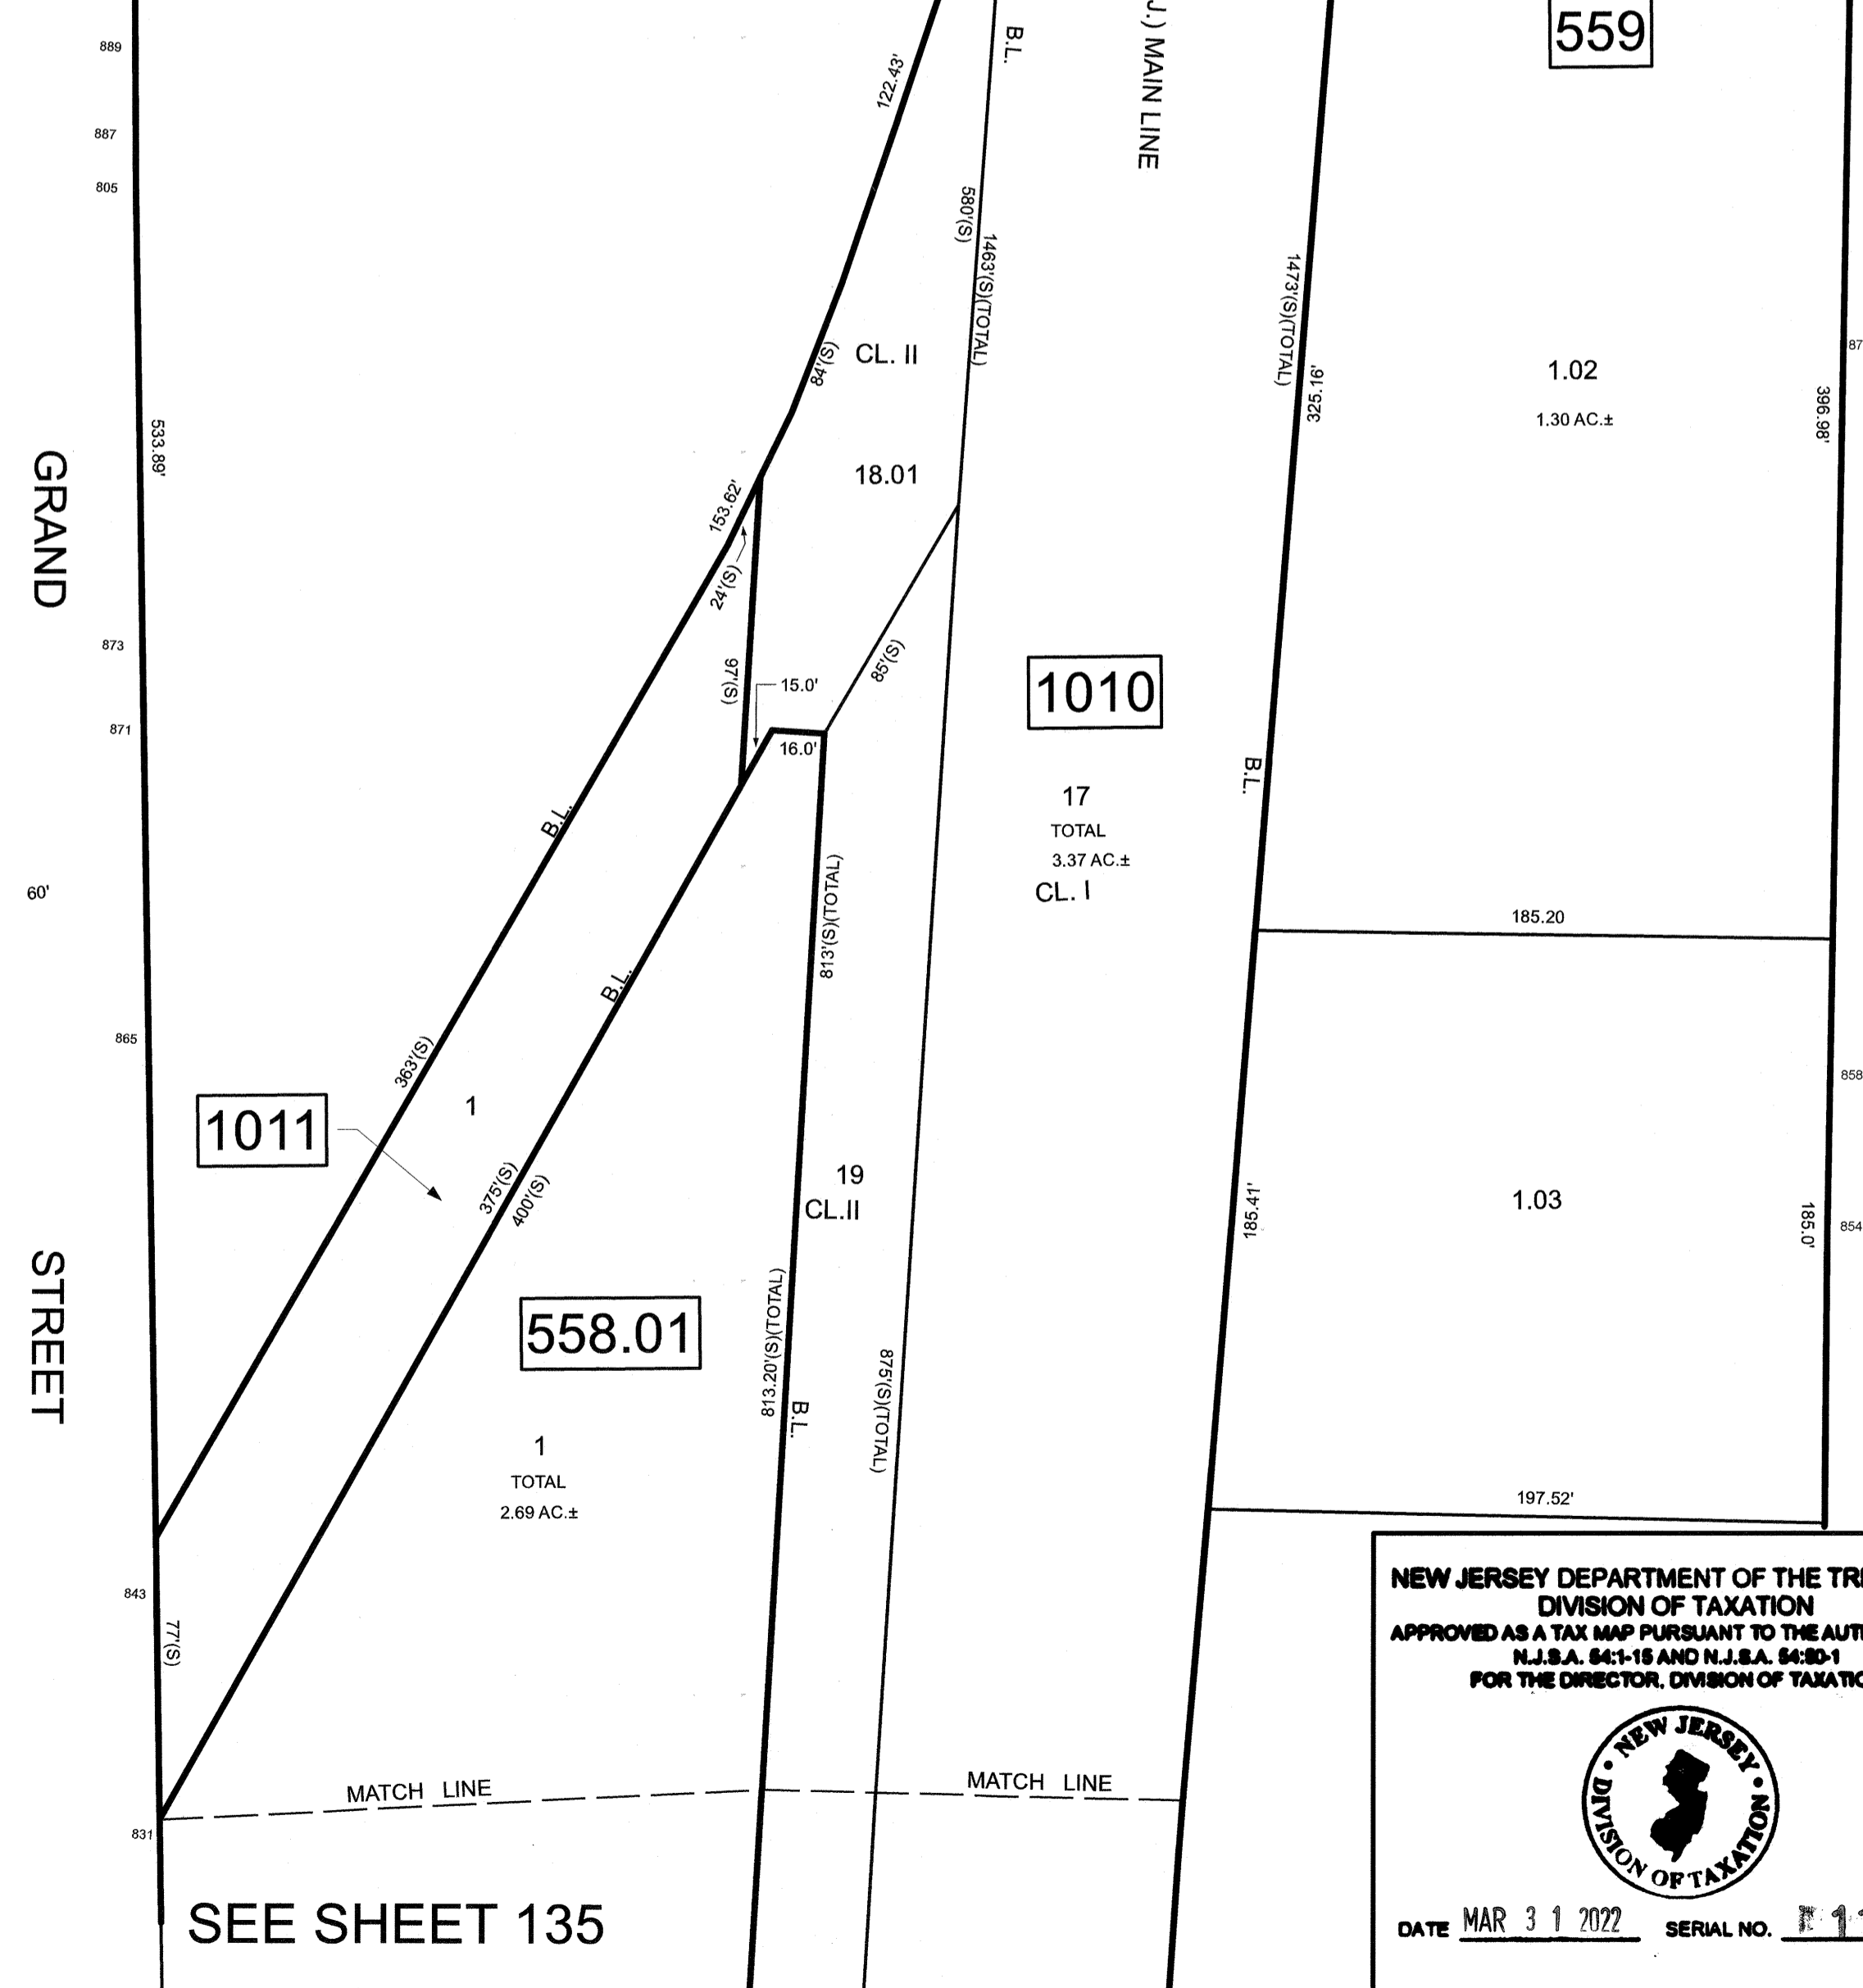 559
889
B.L.
J.) MAIN LINE
122.43'
887
805
580'(S)
1463'(S)(TOTAL)
1473'(S)(TOTAL)
84'(S)
CL. II
325.16'
1.02
396.98'
87
1.30 AC.±
533.89'
GRAND
18.01
153.62'
24'(S)
873
97'(S)
15.0'
85'(S)
1010
871
16.0'
B.L.
17
TOTAL
3.37 AC.±
CL. I
B.L.
60'
813'(S)(TOTAL)
185.20
B.L.
865
363'(S)
858
1
1011
375'(S)
400'(S)
19
CL.II
185.41'
1.03
185.0'
854
STREET
558.01
813.20'(S)(TOTAL)
B.L.
875'(S)(TOTAL)
1
TOTAL
2.69 AC.±
197.52'
843
77'(S)
NEW JERSEY DEPARTMENT OF THE TRE
DIVISION OF TAXATION
APPROVED AS A TAX MAP PURSUANT TO THE AUT
N.J.S.A. 54:1-15 AND N.J.S.A. 54:50-1
FOR THE DIRECTOR, DIVISION OF TAXATIO
• NEW JERSEY •
DIVISION OF TAXATION
MATCH LINE
MATCH LINE
831
SEE SHEET 135
DATE MAR 31 2022 SERIAL NO.